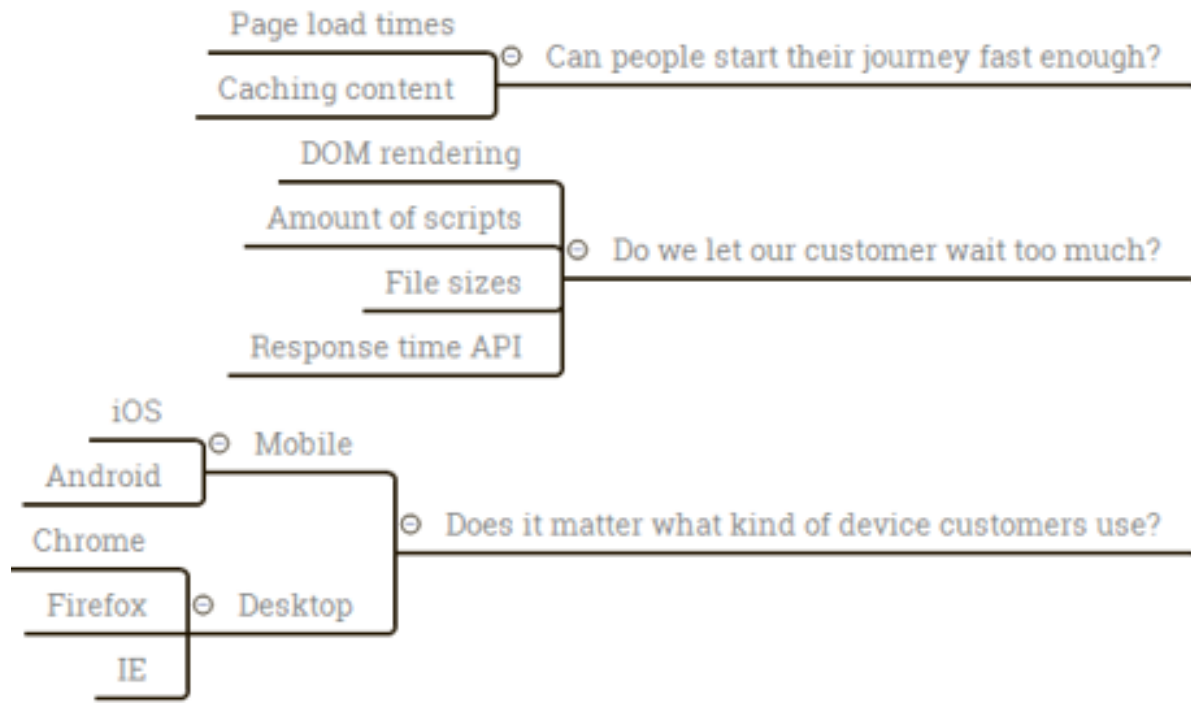 Page load times
Can people start their journey fast enough?
Caching content
DOM rendering
Amount of scripts
Do we let our customer wait too much?
File sizes
Response time API
iOS
Mobile
Android
Does it matter what kind of device customers use?
Chrome
Firefox
Desktop
IE